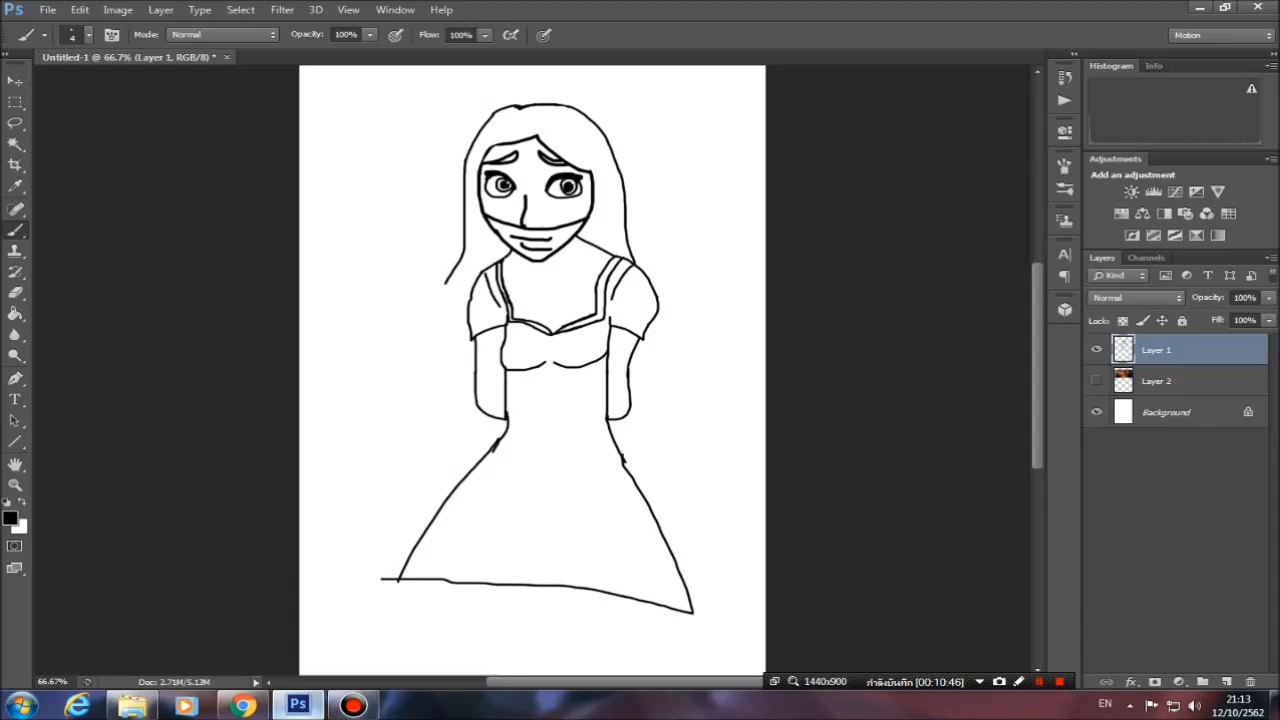 Ps File Edit Image Layer Type Select Filter 3D View Window Help
4 Mode: Normal Opacity: 100% Flow: 100% Motion
Untitled-1 @ 66.7% (Layer 1, RGB/8) * ×
Histogram Info
Adjustments
Add an adjustment
Layers Channels
Kind
Normal Opacity: 100%
Lock: Fill: 100%
Layer 1
Layer 2
Background
66.67% Doc: 2.71M/5.13M 1440x900 กำลังบันทึก [00:10:46]
Ps EN 21:13
12/10/2562